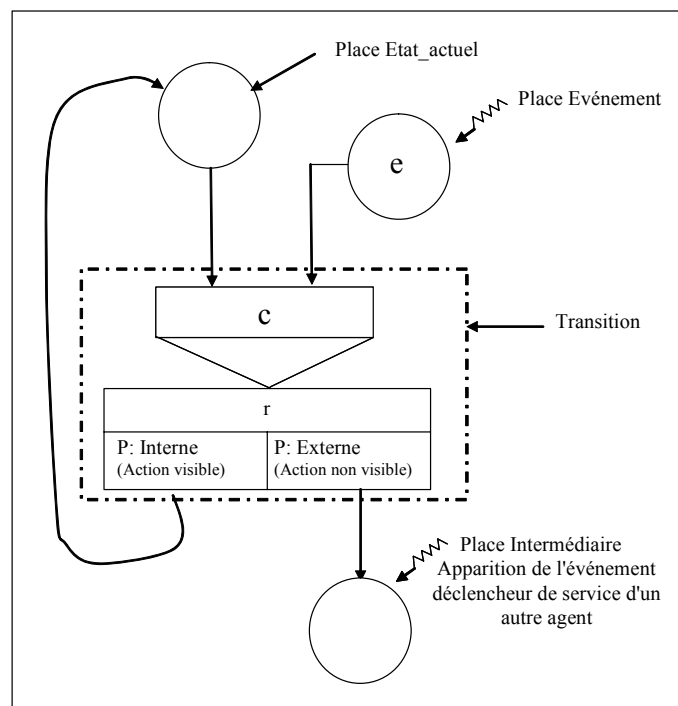 Place Etat_actuel
Place Evénement
e
c
Transition
r
P: Interne
(Action visible)
P: Externe
(Action non visible)
Place Intermédiaire
Apparition de l'événement
déclencheur de service d'un
autre agent